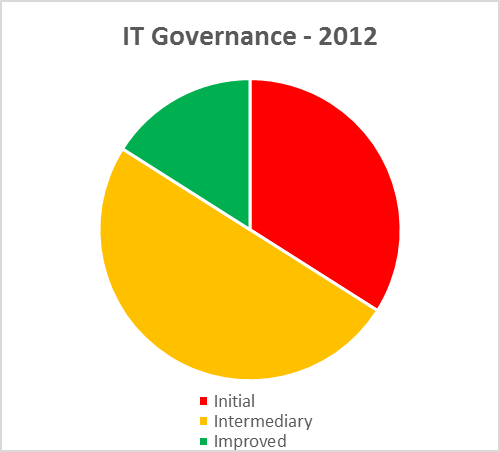 IT Governance - 2012
Initial
Intermediary
Improved